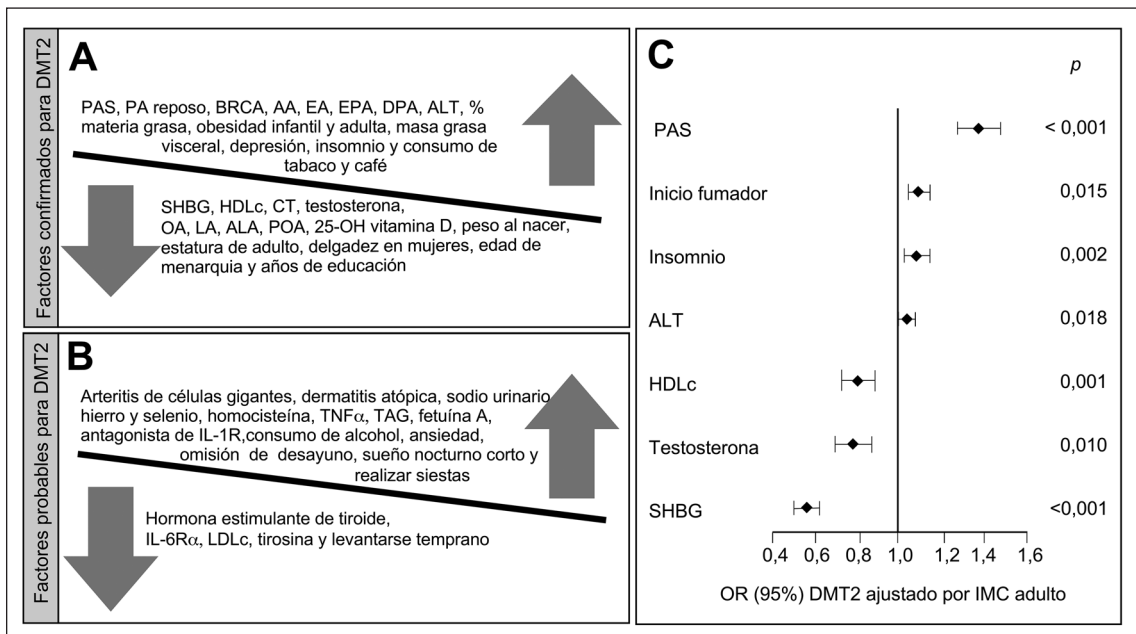 Factores confirmados para DMT2
A
PAS, PA reposo, BRCA, AA, EA, EPA, DPA, ALT, %
materia grasa, obesidad infantil y adulta, masa grasa
visceral, depresión, insomnio y consumo de
tabaco y café
SHBG, HDLc, CT, testosterona,
OA, LA, ALA, POA, 25-OH vitamina D, peso al nacer,
estatura de adulto, delgadez en mujeres, edad de
menarquia y años de educación
Factores probables para DMT2
B
Arteritis de células gigantes, dermatitis atópica, sodio urinario
hierro y selenio, homocisteína, TNFα, TAG, fetuína A,
antagonista de IL-1R,consumo de alcohol, ansiedad,
omisión de desayuno, sueño nocturno corto y
realizar siestas
Hormona estimulante de tiroide,
IL-6Rα, LDLc, tirosina y levantarse temprano
C
p
PAS < 0,001
Inicio fumador 0,015
Insomnio 0,002
ALT 0,018
HDLc 0,001
Testosterona 0,010
SHBG <0,001
0,4 0,6 0,8 1,0 1,2 1,4 1,6
OR (95%) DMT2 ajustado por IMC adulto